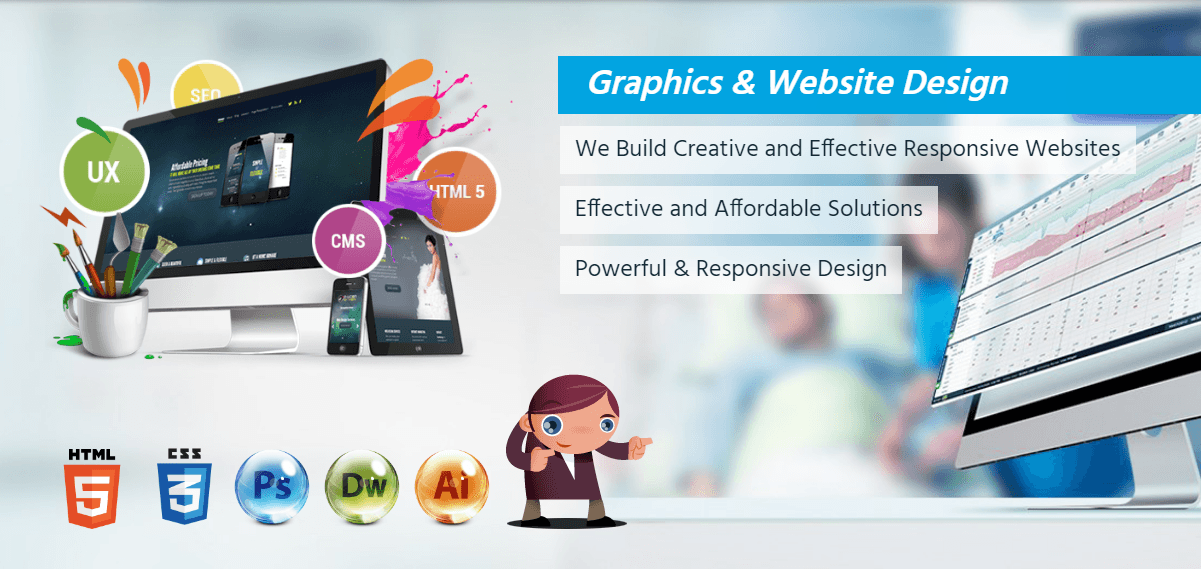 Graphics & Website Design
We Build Creative and Effective Responsive Websites
Effective and Affordable Solutions
Powerful & Responsive Design
SEO
UX
HTML 5
CMS
Affordable Pricing
HTML
5
CSS
3
Ps
Dw
Ai